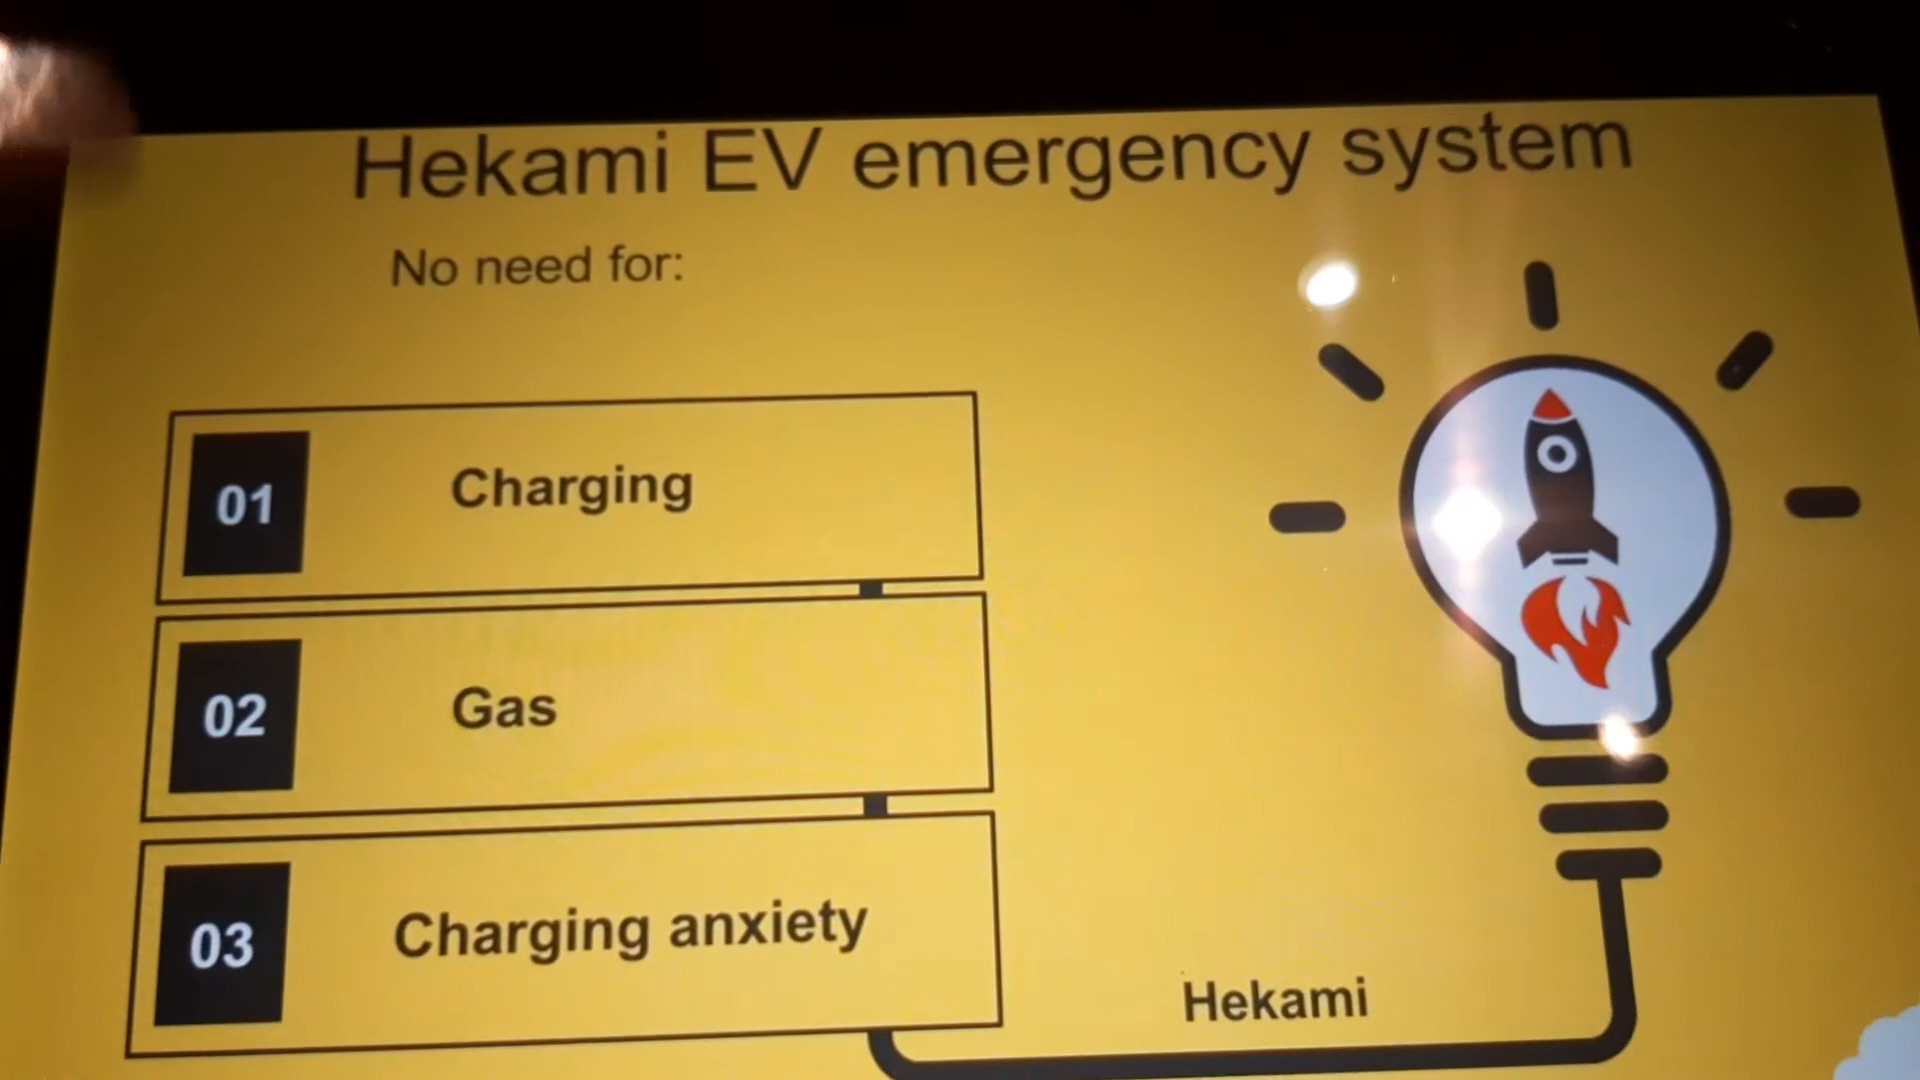 Hekami EV emergency system
No need for:
01 Charging
02 Gas
03 Charging anxiety
Hekami